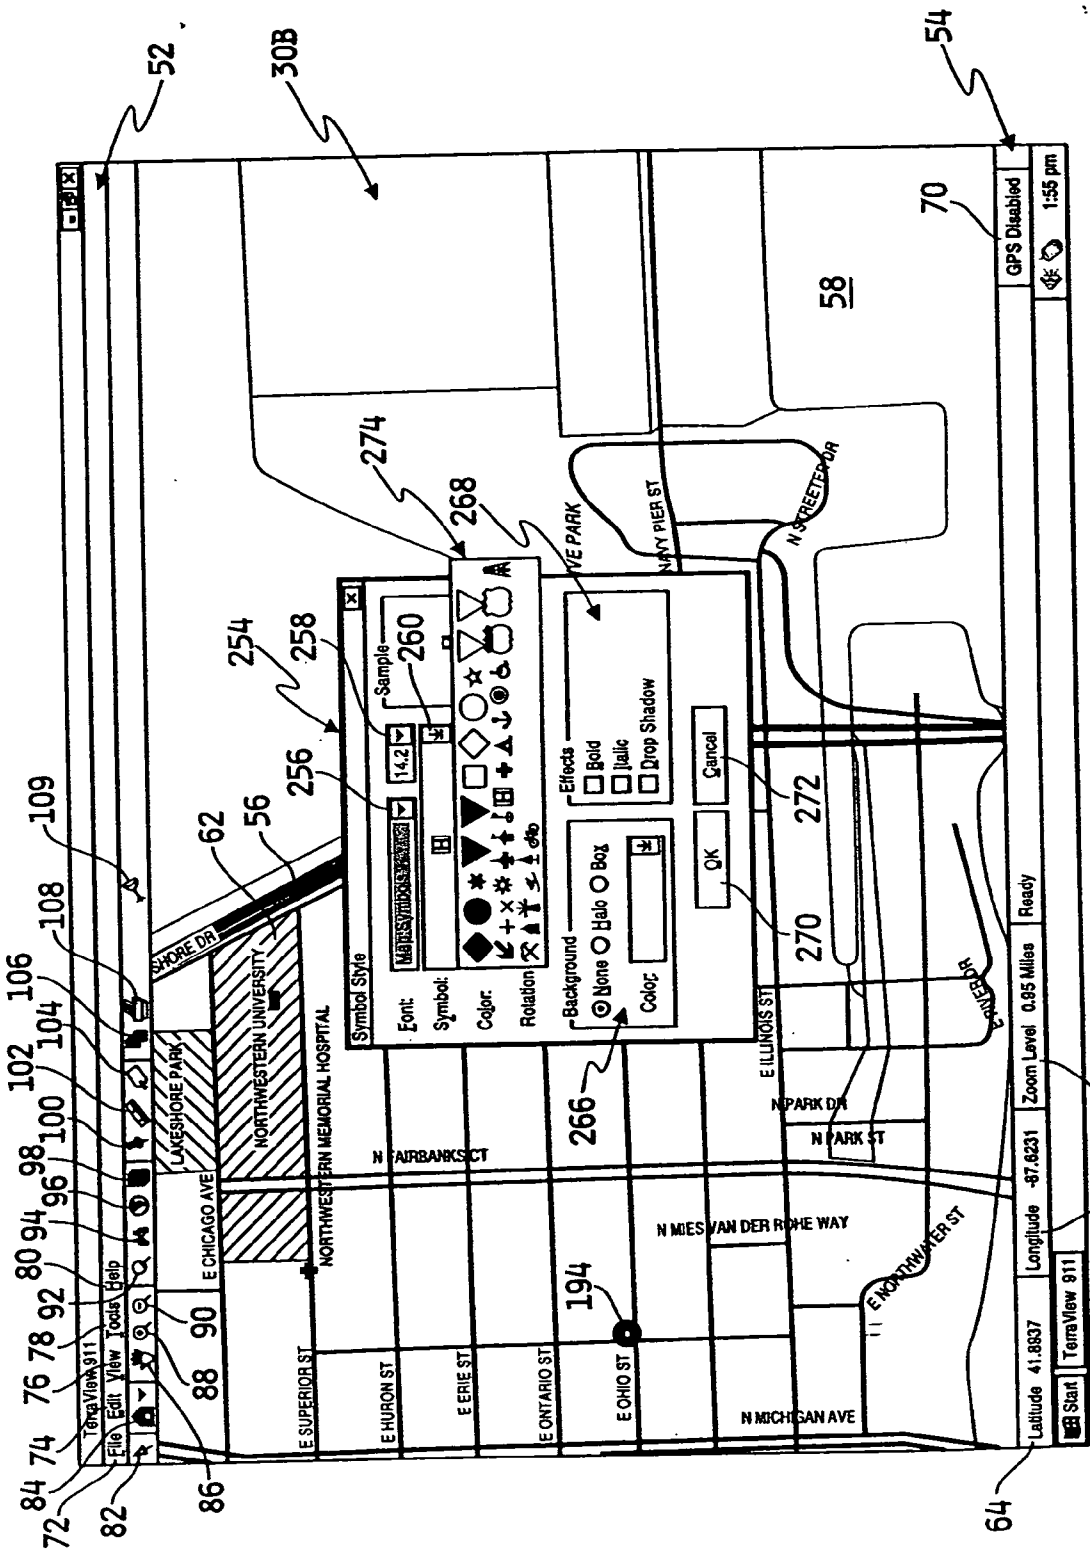 TerraView 911
File Edit View Tools Help
72
74
76
78
80
82
84
86
88
90
92
94
96
98
100
102
104
106
108
109
52
30B
54
56
58
62
64
70
194
254
256
258
260
266
268
270
272
274
SHORE DR
LAKESHORE PARK
E CHICAGO AVE
NORTHWESTERN UNIVERSITY
NORTHWESTERN MEMORIAL HOSPITAL
E SUPERIOR ST
E HURON ST
E ERIE ST
E ONTARIO ST
E OHIO ST
N FAIRBANKS CT
N MIES VAN DER ROHE WAY
N MICHIGAN AVE
E NORTHWATER ST
N PARK DR
N PARK ST
E ILLINOIS ST
E RIVER DR
N STREETER DR
NAVY PIER ST
VE PARK
Symbol Style
Font:
14.2
Sample
Symbol:
Color:
Rotation
Background
None Halo Box
Color:
Effects
Bold
Italic
Drop Shadow
OK
Cancel
Latitude 41.8937 Longitude -87.6231 Zoom Level 0.95 Miles Ready GPS Disabled
Start TerraView 911 1:55 pm